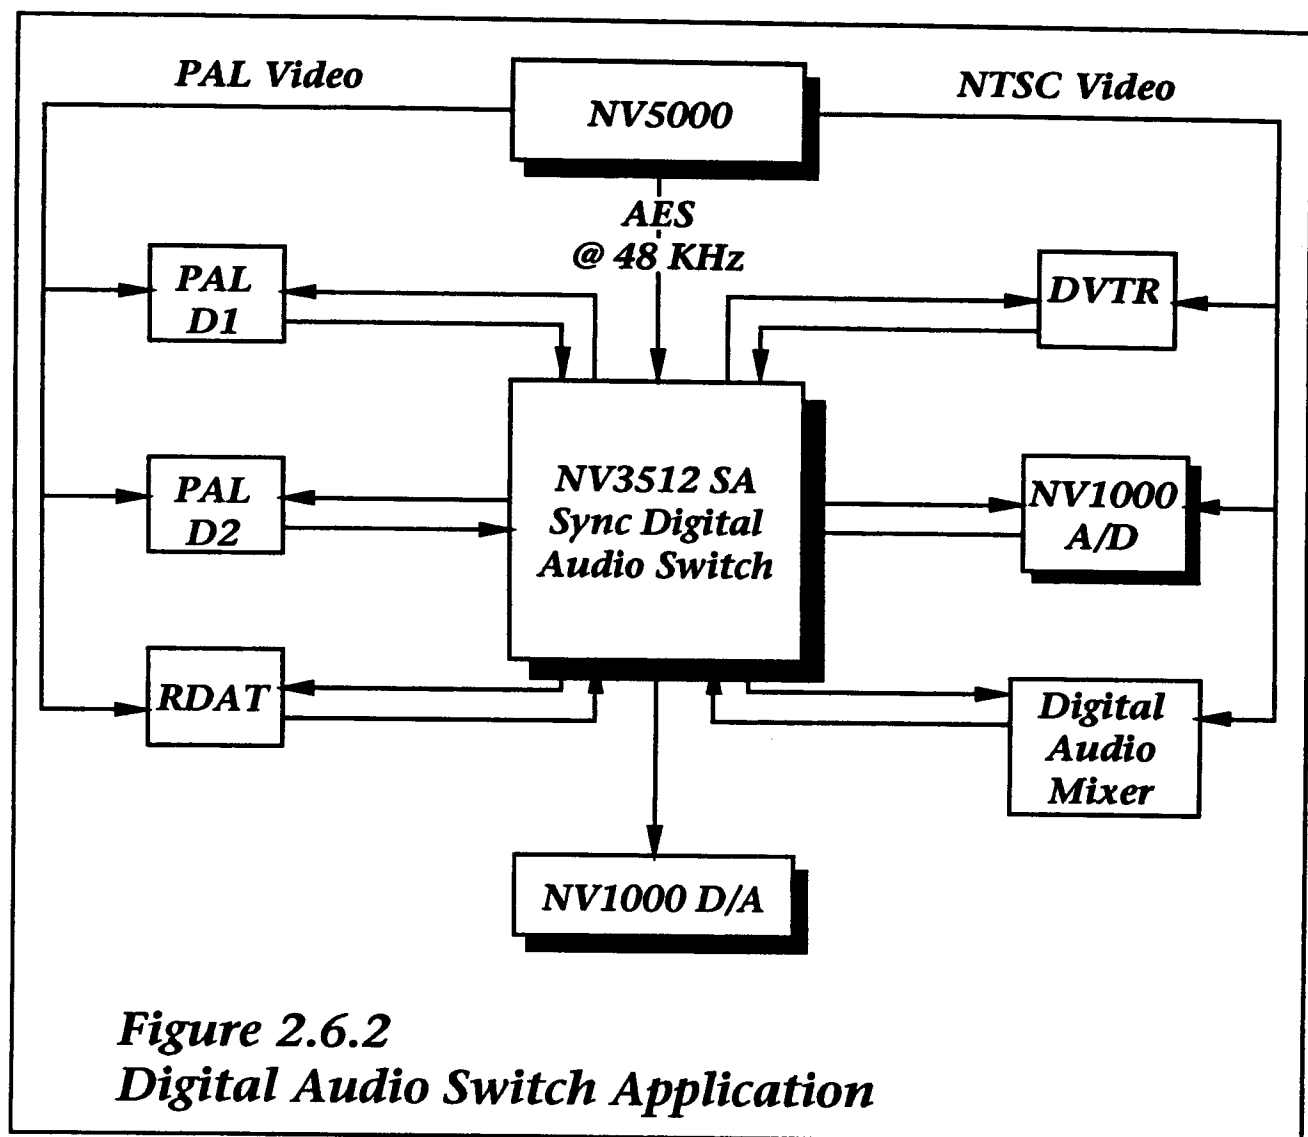 PAL Video
NV5000
NTSC Video
AES
@ 48 KHz
PAL
D1
DVTR
PAL
D2
NV3512 SA
Sync Digital
Audio Switch
NV1000
A/D
RDAT
Digital
Audio
Mixer
NV1000 D/A
Figure 2.6.2
Digital Audio Switch Application